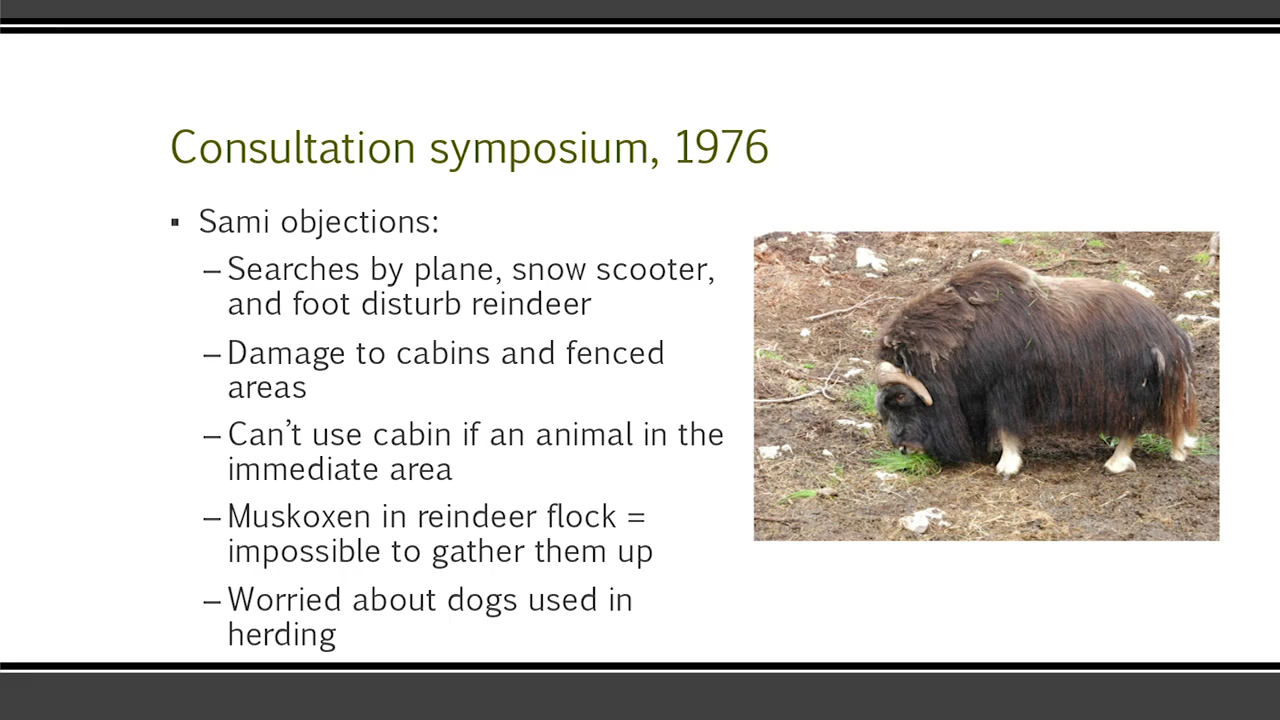 Consultation symposium, 1976
▪ Sami objections:
– Searches by plane, snow scooter,
and foot disturb reindeer
– Damage to cabins and fenced
areas
– Can’t use cabin if an animal in the
immediate area
– Muskoxen in reindeer flock =
impossible to gather them up
– Worried about dogs used in
herding